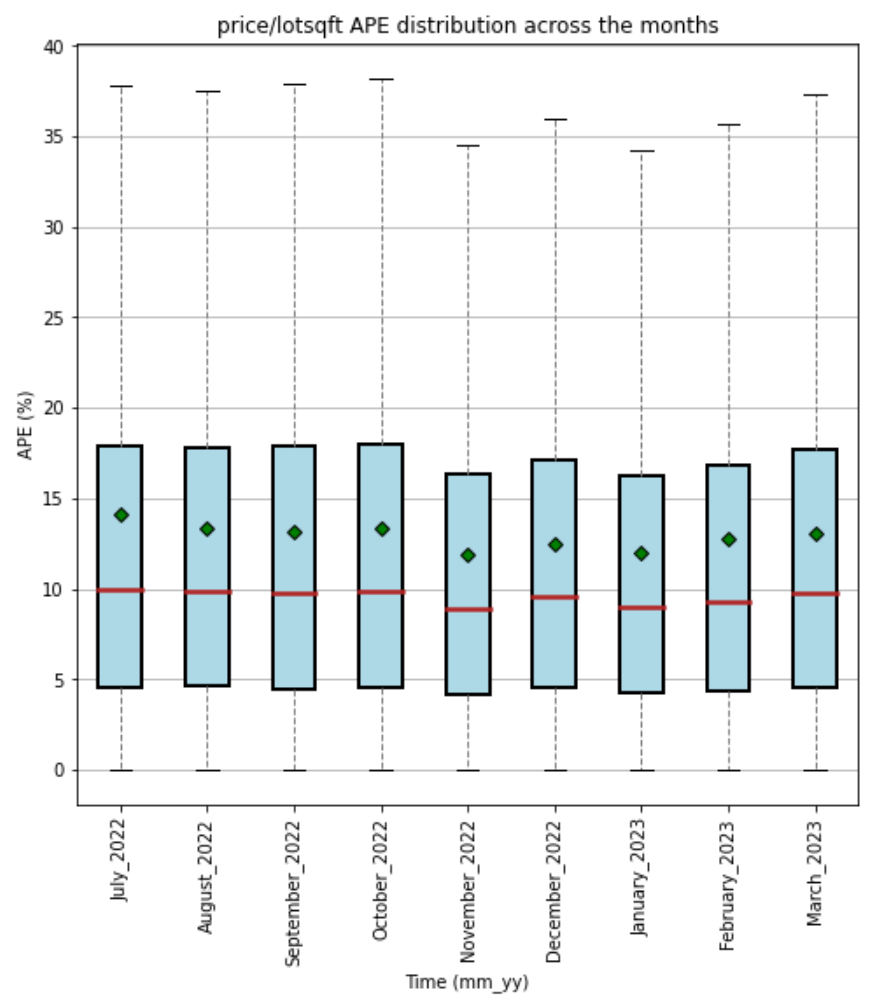 price/lotsqft APE distribution across the months
40
35
30
25
20
15
10
5
0
APE (%)
July_2022
August_2022
September_2022
October_2022
November_2022
December_2022
January_2023
February_2023
March_2023
Time (mm_yy)